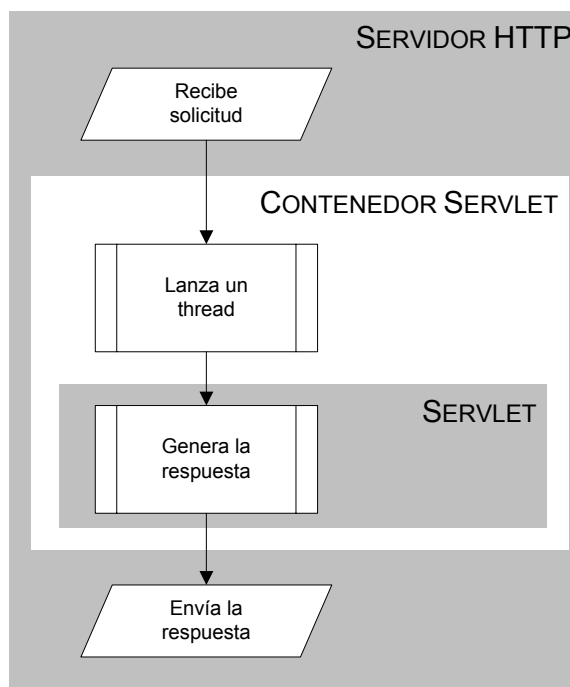 SERVIDOR HTTP
Recibe
solicitud
CONTENEDOR SERVLET
Lanza un
thread
SERVLET
Genera la
respuesta
Envía la
respuesta